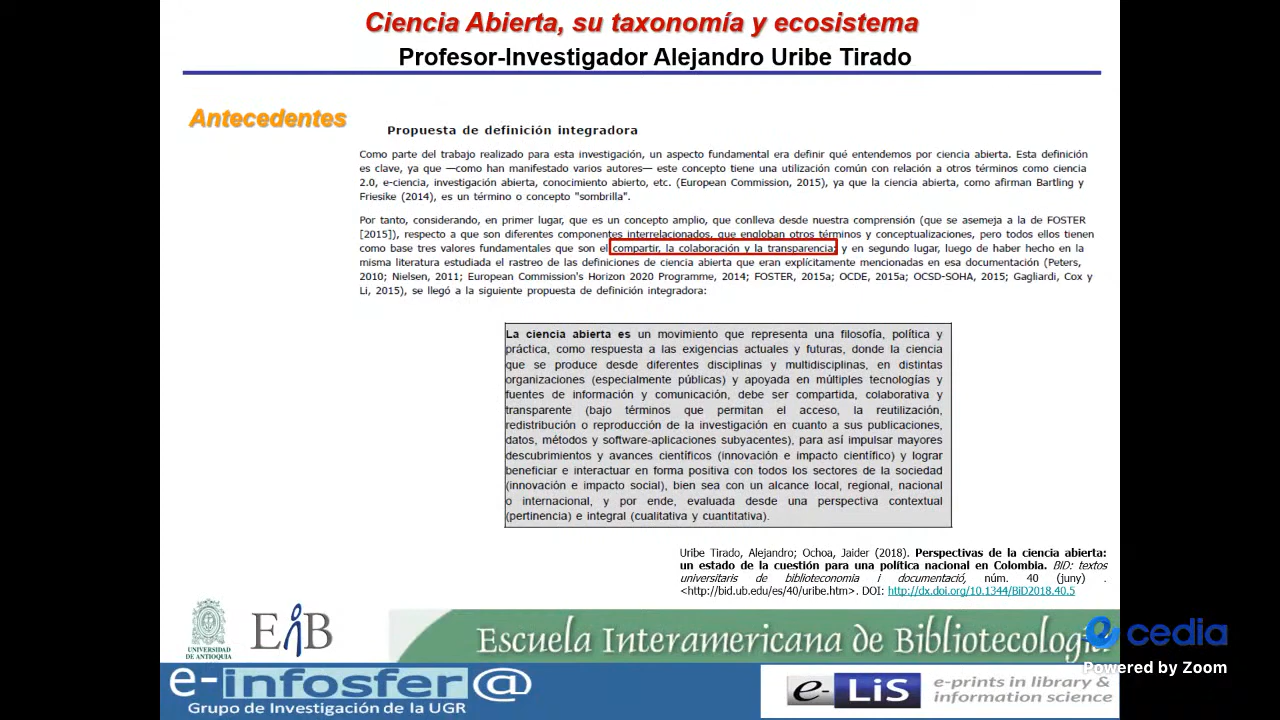 Ciencia Abierta, su taxonomía y ecosistema
Profesor-Investigador Alejandro Uribe Tirado
Antecedentes
Propuesta de definición integradora
Como parte del trabajo realizado para esta investigación, un aspecto fundamental era definir qué entendemos por ciencia abierta. Esta definición
es clave, ya que —como han manifestado varios autores— este concepto tiene una utilización común con relación a otros términos como ciencia
2.0, e-ciencia, investigación abierta, conocimiento abierto, etc. (European Commission, 2015), ya que la ciencia abierta, como afirman Bartling y
Friesike (2014), es un término o concepto "sombrilla".
Por tanto, considerando, en primer lugar, que es un concepto amplio, que conlleva desde nuestra comprensión (que se asemeja a la de FOSTER
[2015]), respecto a que son diferentes componentes interrelacionados, que engloban otros términos y conceptualizaciones, pero todos ellos tienen
como base tres valores fundamentales que son el compartir, la colaboración y la transparencia; y en segundo lugar, luego de haber hecho en la
misma literatura estudiada el rastreo de las definiciones de ciencia abierta que eran explícitamente mencionadas en esa documentación (Peters,
2010; Nielsen, 2011; European Commission's Horizon 2020 Programme, 2014; FOSTER, 2015a; OCDE, 2015a; OCSD-SOHA, 2015; Gagliardi, Cox y
Li, 2015), se llegó a la siguiente propuesta de definición integradora:
La ciencia abierta es un movimiento que representa una filosofía, política y
práctica, como respuesta a las exigencias actuales y futuras, donde la ciencia
que se produce desde diferentes disciplinas y multidisciplinas, en distintas
organizaciones (especialmente públicas) y apoyada en múltiples tecnologías y
fuentes de información y comunicación, debe ser compartida, colaborativa y
transparente (bajo términos que permitan el acceso, la reutilización,
redistribución o reproducción de la investigación en cuanto a sus publicaciones,
datos, métodos y software-aplicaciones subyacentes), para así impulsar mayores
descubrimientos y avances científicos (innovación e impacto científico) y lograr
beneficiar e interactuar en forma positiva con todos los sectores de la sociedad
(innovación e impacto social), bien sea con un alcance local, regional, nacional
o internacional, y por ende, evaluada desde una perspectiva contextual
(pertinencia) e integral (cualitativa y cuantitativa).
Uribe Tirado, Alejandro; Ochoa, Jaider (2018). Perspectivas de la ciencia abierta:
un estado de la cuestión para una política nacional en Colombia. BID: textos
universitaris de biblioteconomia i documentació, núm. 40 (juny) .
<http://bid.ub.edu/es/40/uribe.htm>. DOI: http://dx.doi.org/10.1344/BiD2018.40.5
UNIVERSIDAD
DE ANTIOQUIA
EiB
Escuela Interamericana de Bibliotecología
cedia
Powered by Zoom
e-infosfer@
Grupo de Investigación de la UGR
e-LiS
e-prints in library &
information science